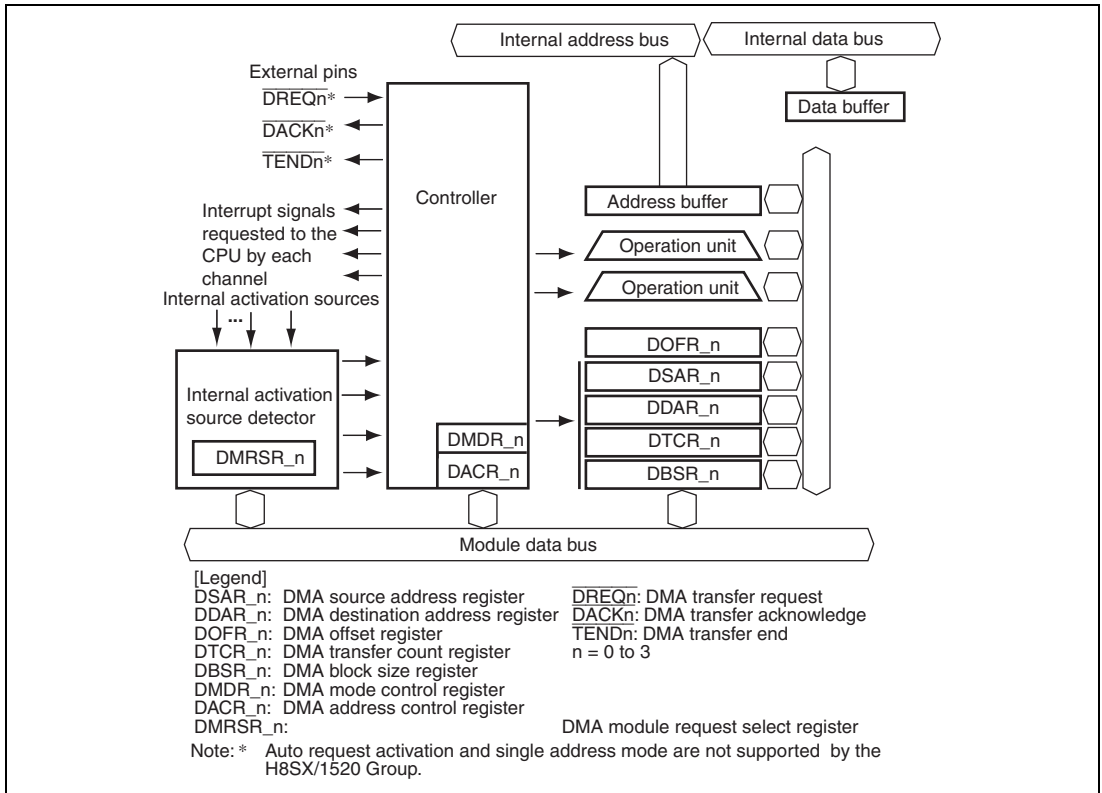 Internal address bus
Internal data bus
External pins
DREQn*
Data buffer
DACKn*
TENDn*
Controller
Address buffer
Interrupt signals
requested to the
CPU by each
channel
Operation unit
Operation unit
Internal activation sources
...
DOFR_n
DSAR_n
Internal activation
source detector
DDAR_n
DMDR_n
DTCR_n
DMRSR_n
DACR_n
DBSR_n
Module data bus
[Legend]
DSAR_n: DMA source address register
DREQn: DMA transfer request
DDAR_n: DMA destination address register
DACKn: DMA transfer acknowledge
DOFR_n: DMA offset register
TENDn: DMA transfer end
DTCR_n: DMA transfer count register
n = 0 to 3
DBSR_n: DMA block size register
DMDR_n: DMA mode control register
DACR_n: DMA address control register
DMRSR_n: DMA module request select register
Note: * Auto request activation and single address mode are not supported by the
H8SX/1520 Group.